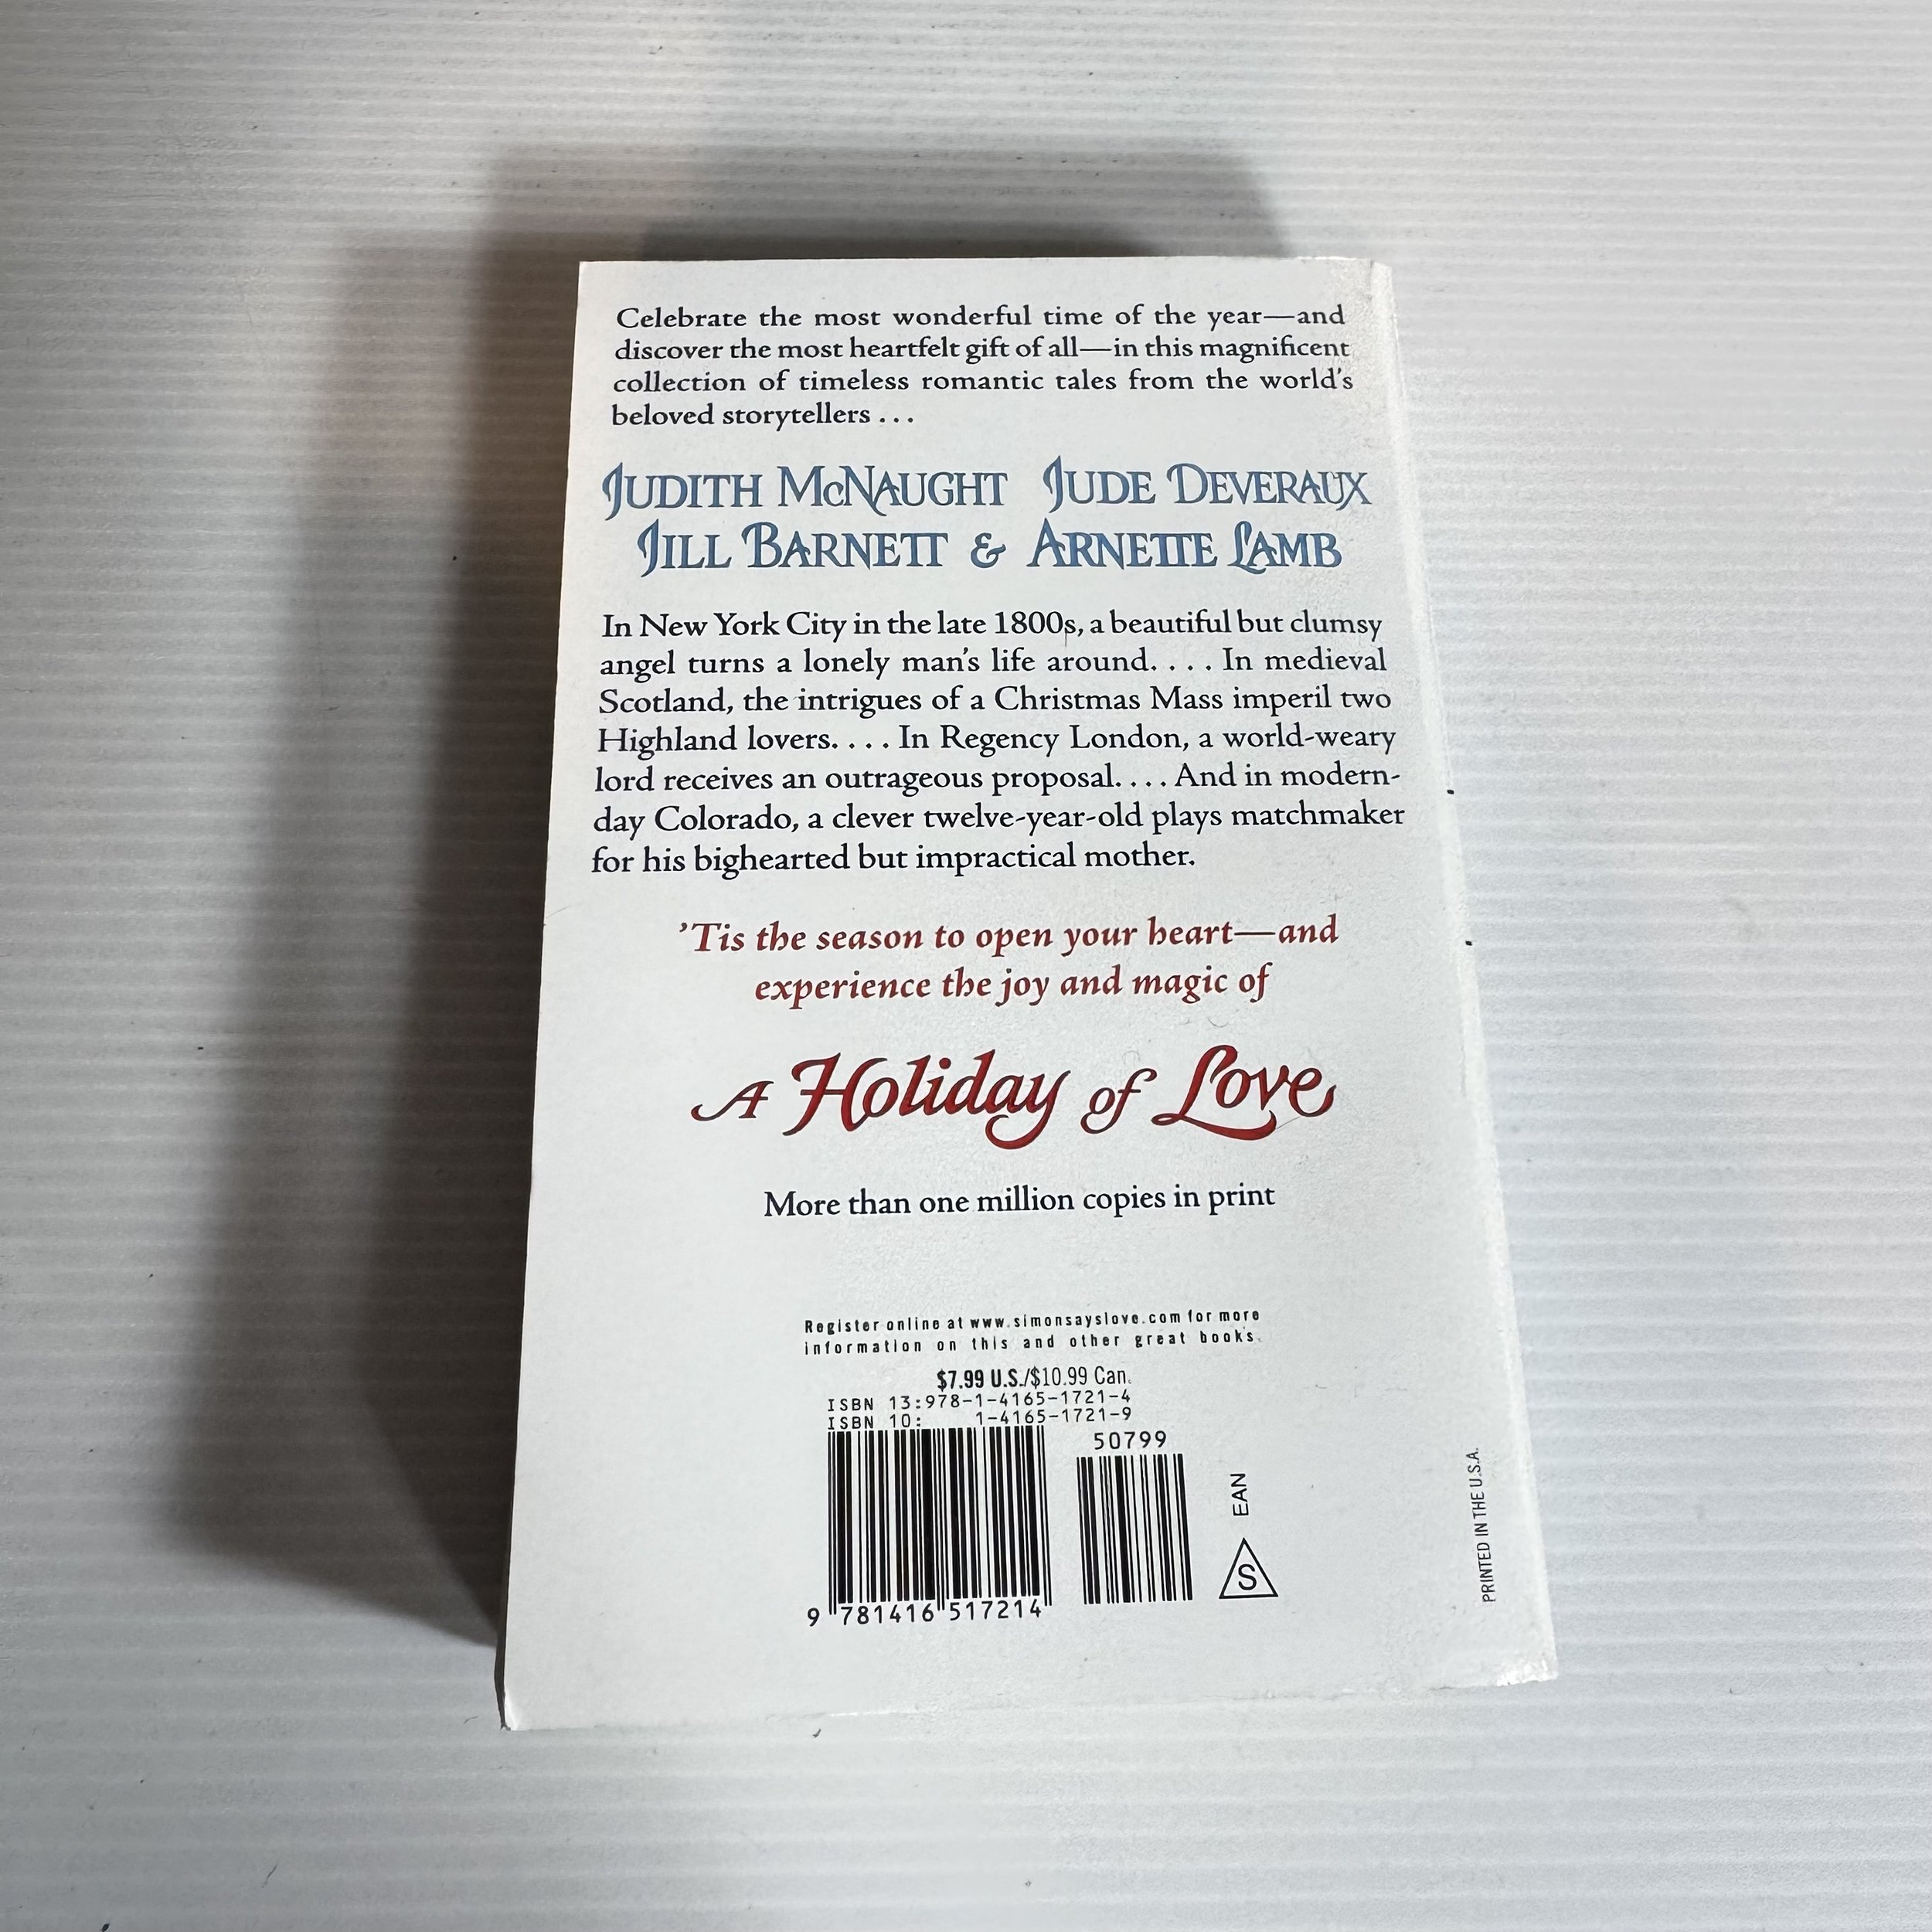 Celebrate the most wonderful time of the year—and
discover the most heartfelt gift of all—in this magnificent
collection of timeless romantic tales from the world's
beloved storytellers . . .
JUDITH McNAUGHT JUDE DEVERAUX
JILL BARNETT & ARNETTE LAMB
In New York City in the late 1800s, a beautiful but clumsy
angel turns a lonely man's life around. . . . In medieval
Scotland, the intrigues of a Christmas Mass imperil two
Highland lovers. . . . In Regency London, a world-weary
lord receives an outrageous proposal. . . . And in modern-
day Colorado, a clever twelve-year-old plays matchmaker
for his bighearted but impractical mother.
'Tis the season to open your heart—and
experience the joy and magic of
A Holiday of Love
More than one million copies in print
Register online at www.simonsayslove.com for more
information on this and other great books.
$7.99 U.S./$10.99 Can.
ISBN 13:978-1-4165-1721-4
ISBN 10: 1-4165-1721-9
50799
9 781416 517214
EAN
S
PRINTED IN THE U.S.A.